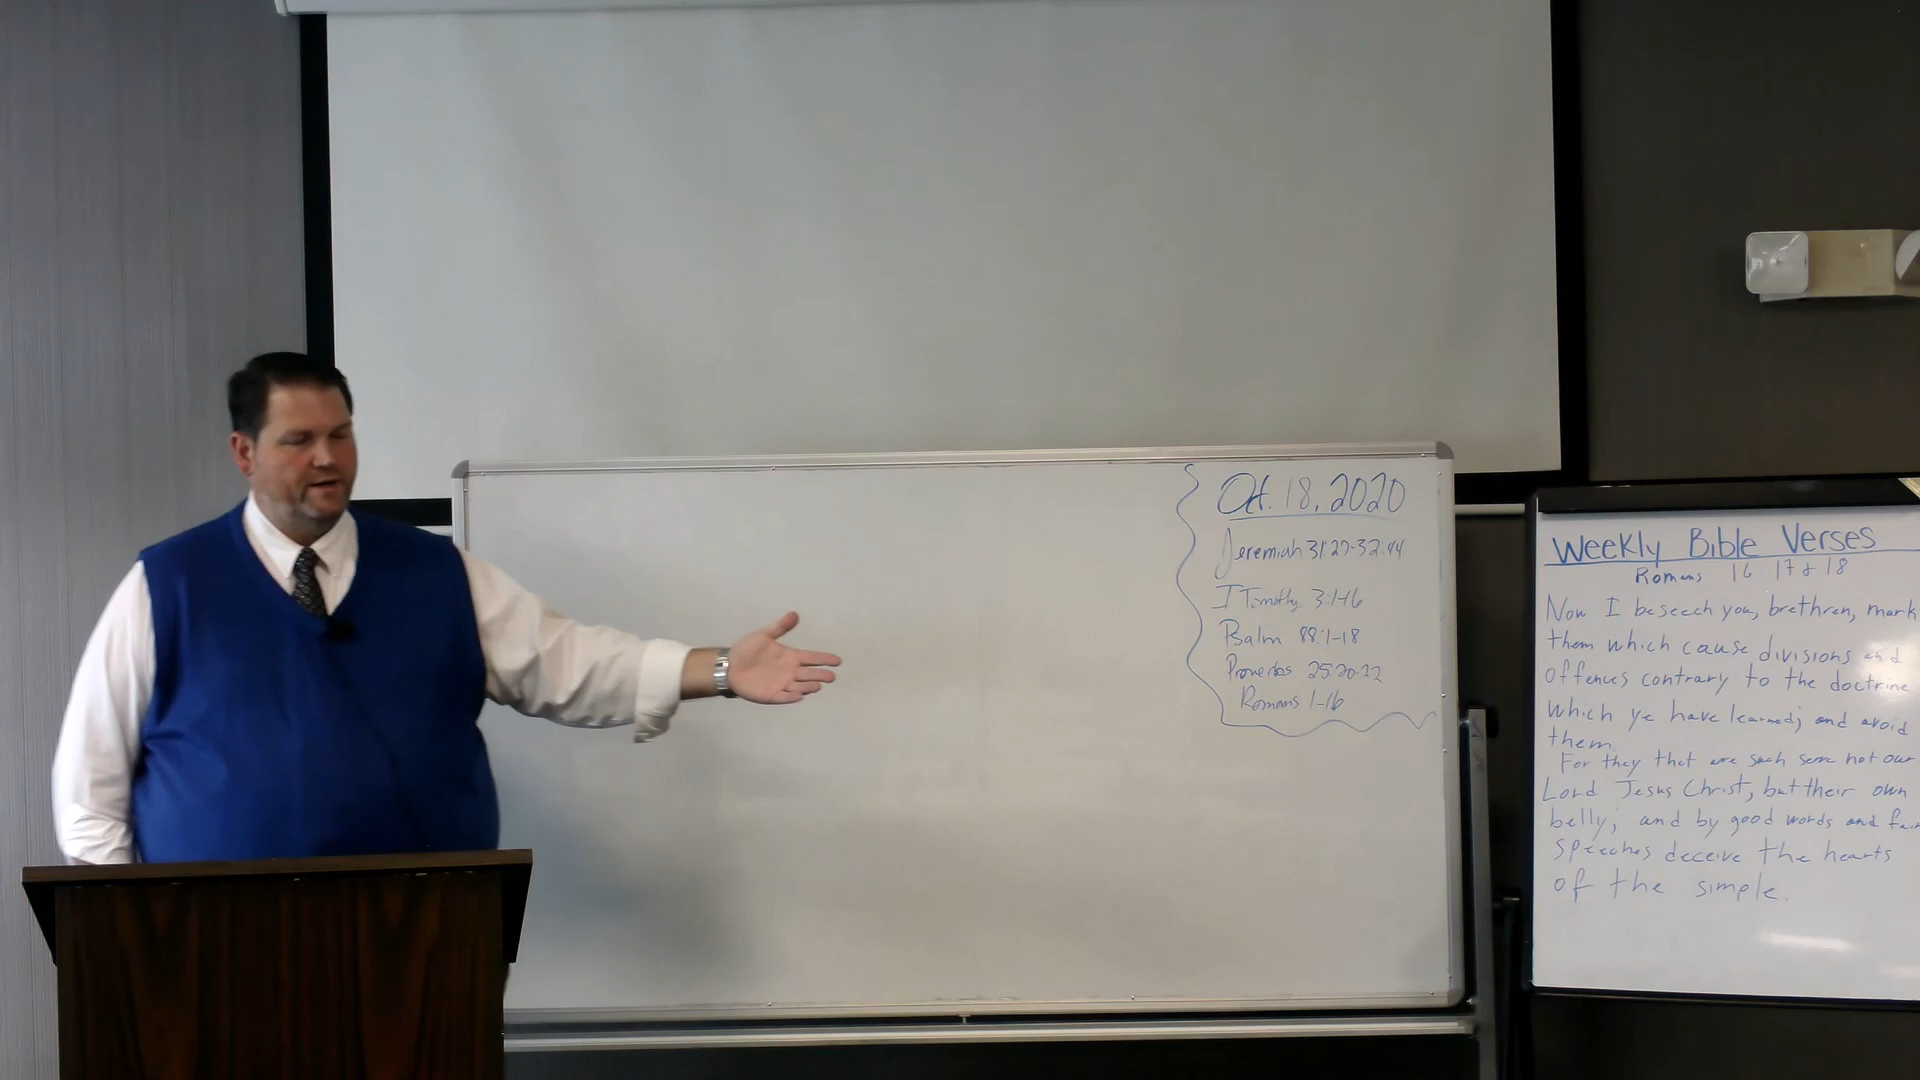 Oct. 18, 2020
Jeremiah 31:27-32:44
I Timothy 3:1-16
Psalm 88:1-18
Proverbs 25:20-22
Romans 1-16
Weekly Bible Verses
Romans 16 17 & 18
Now I beseech you, brethren, mark
them which cause divisions and
offences contrary to the doctrine
which ye have learned; and avoid
them.
For they that are such serve not our
Lord Jesus Christ, but their own
belly; and by good words and fair
speeches deceive the hearts
of the simple.